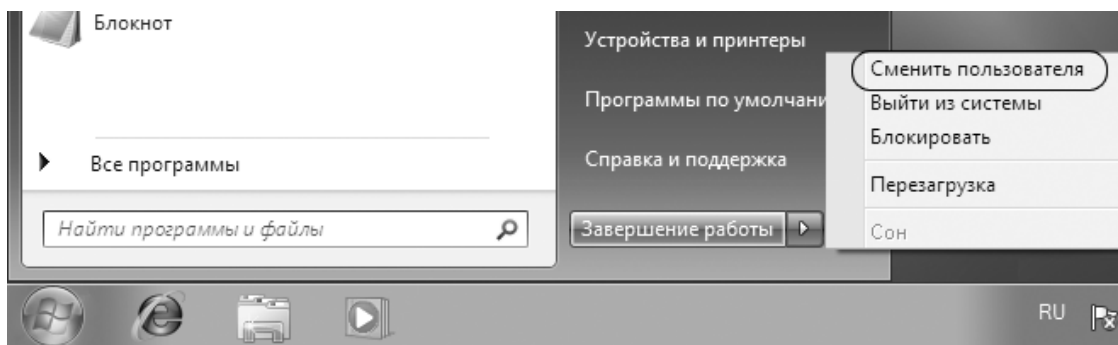 Блокнот
Все программы
Найти программы и файлы
Устройства и принтеры
Программы по умолчани
Справка и поддержка
Завершение работы
Сменить пользователя
Выйти из системы
Блокировать
Перезагрузка
Сон
RU